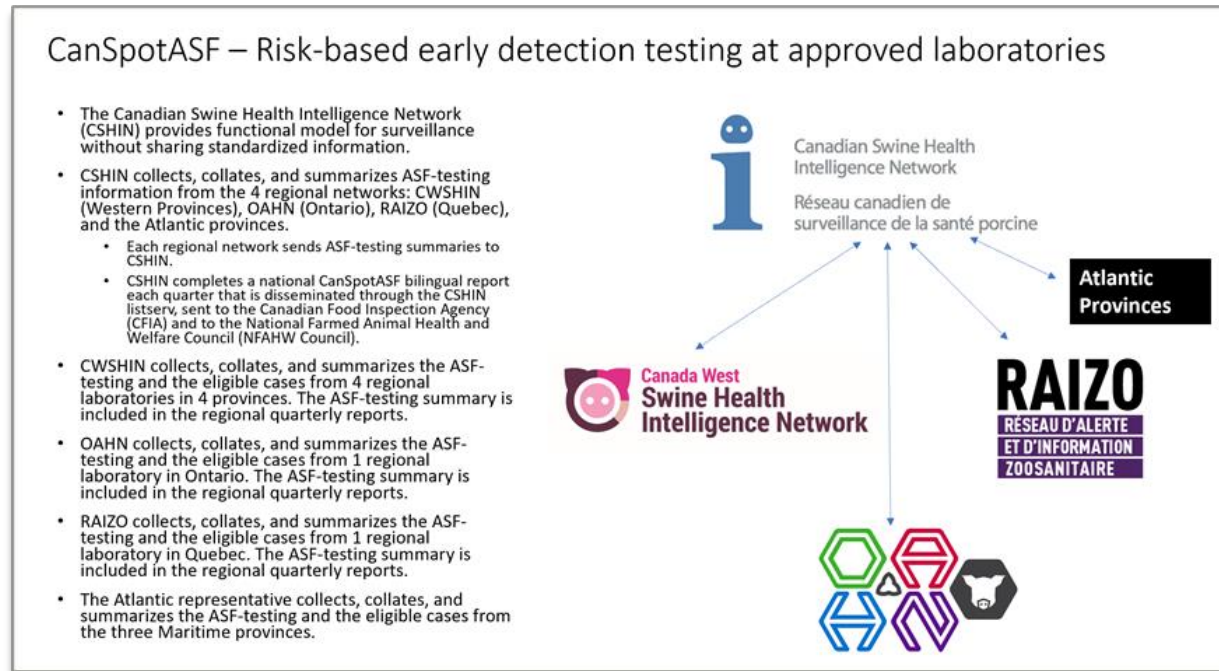 CanSpotASF – Risk-based early detection testing at approved laboratories
• The Canadian Swine Health Intelligence Network
(CSHIN) provides functional model for surveillance
without sharing standardized information.
• CSHIN collects, collates, and summarizes ASF-testing
information from the 4 regional networks: CWSHIN
(Western Provinces), OAHN (Ontario), RAIZO (Quebec),
and the Atlantic provinces.
• Each regional network sends ASF-testing summaries to
CSHIN.
• CSHIN completes a national CanSpotASF bilingual report
each quarter that is disseminated through the CSHIN
listserv, sent to the Canadian Food Inspection Agency
(CFIA) and to the National Farmed Animal Health and
Welfare Council (NFAHW Council).
• CWSHIN collects, collates, and summarizes the ASF-
testing and the eligible cases from 4 regional
laboratories in 4 provinces. The ASF-testing summary is
included in the regional quarterly reports.
• OAHN collects, collates, and summarizes the ASF-
testing and the eligible cases from 1 regional
laboratory in Ontario. The ASF-testing summary is
included in the regional quarterly reports.
• RAIZO collects, collates, and summarizes the ASF-
testing and the eligible cases from 1 regional
laboratory in Quebec. The ASF-testing summary is
included in the regional quarterly reports.
• The Atlantic representative collects, collates, and
summarizes the ASF-testing and the eligible cases from
the three Maritime provinces.
i
Canadian Swine Health
Intelligence Network
Réseau canadien de
surveillance de la santé porcine
Atlantic
Provinces
Canada West
Swine Health
Intelligence Network
RAIZO
RÉSEAU D'ALERTE
ET D'INFORMATION
ZOOSANITAIRE
OA
HN